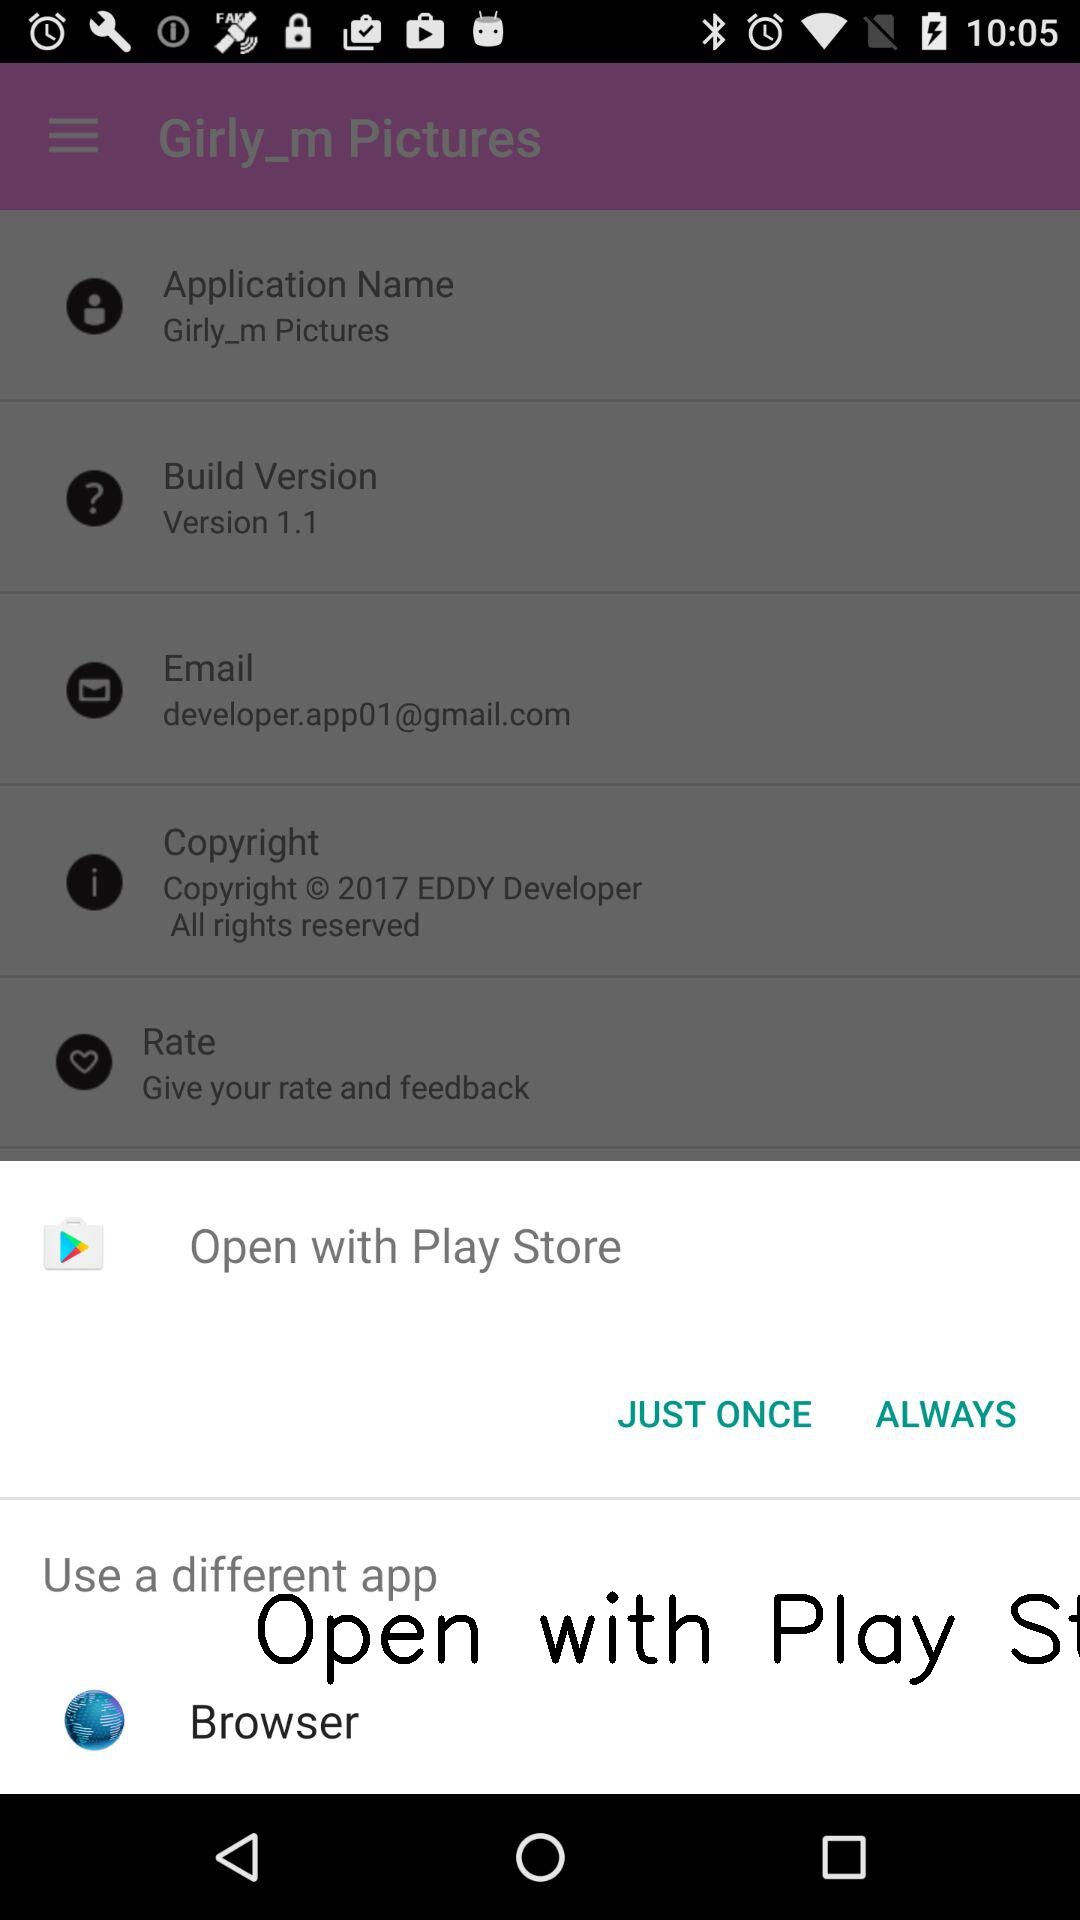 FAKE
10:05
Girly_m Pictures
Application Name
Girly_m Pictures
Build Version
Version 1.1
Email
developer.app01@gmail.com
Copyright
Copyright © 2017 EDDY Developer
All rights reserved
Rate
Give your rate and feedback
Open with Play Store
JUST ONCE ALWAYS
Use a different app
Open with Play St
Browser